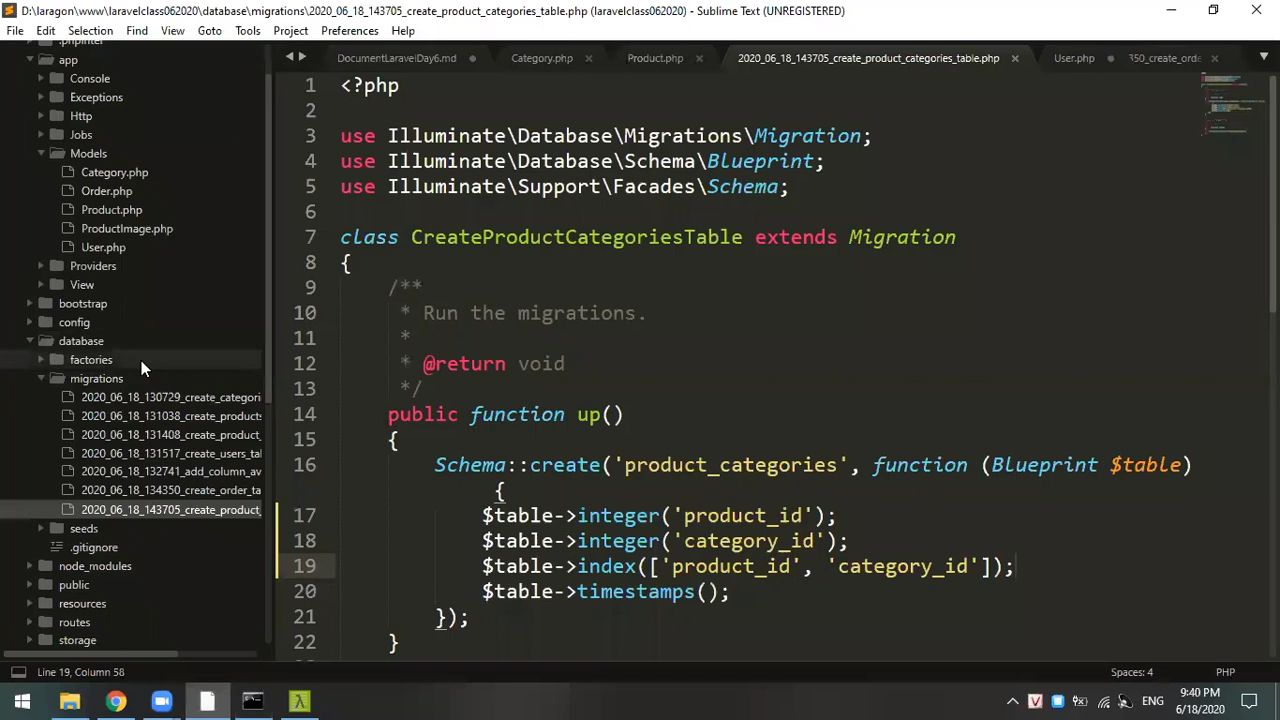 D:\laragon\www\laravelclass062020\database\migrations\2020_06_18_143705_create_product_categories_table.php (laravelclass062020) - Sublime Text (UNREGISTERED)
File Edit Selection Find View Goto Tools Project Preferences Help
DocumentLaravelDay6.md Category.php Product.php 2020_06_18_143705_create_product_categories_table.php User.php 350_create_orde
.phpintel
app
Console
Exceptions
Http
Jobs
Models
Category.php
Order.php
Product.php
ProductImage.php
User.php
Providers
View
bootstrap
config
database
factories
migrations
2020_06_18_130729_create_categori
2020_06_18_131038_create_products
2020_06_18_131408_create_product_
2020_06_18_131517_create_users_tal
2020_06_18_132741_add_column_av
2020_06_18_134350_create_order_ta
2020_06_18_143705_create_product_
seeds
.gitignore
node_modules
public
resources
routes
storage
1 <?php
2
3 use Illuminate\Database\Migrations\Migration;
4 use Illuminate\Database\Schema\Blueprint;
5 use Illuminate\Support\Facades\Schema;
6
7 class CreateProductCategoriesTable extends Migration
8 {
9 /**
10 * Run the migrations.
11 *
12 * @return void
13 */
14 public function up()
15 {
16 Schema::create('product_categories', function (Blueprint $table)
{
17 $table->integer('product_id');
18 $table->integer('category_id');
19 $table->index(['product_id', 'category_id']);
20 $table->timestamps();
21 });
22 }
Line 19, Column 58 Spaces: 4 PHP
ENG
9:40 PM
6/18/2020